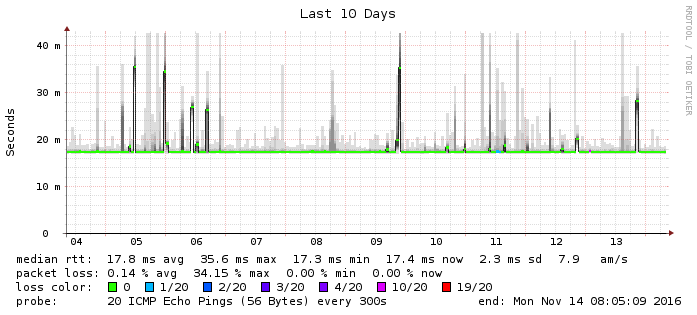 Last 10 Days
RRDTOOL / TOBI OETIKER
Seconds
40 m
30 m
20 m
10 m
0
04 05 06 07 08 09 10 11 12 13
median rtt: 17.8 ms avg 35.6 ms max 17.3 ms min 17.4 ms now 2.3 ms sd 7.9 am/s
packet loss: 0.14 % avg 34.15 % max 0.00 % min 0.00 % now
loss color: 0 1/20 2/20 3/20 4/20 10/20 19/20
probe: 20 ICMP Echo Pings (56 Bytes) every 300s end: Mon Nov 14 08:05:09 2016